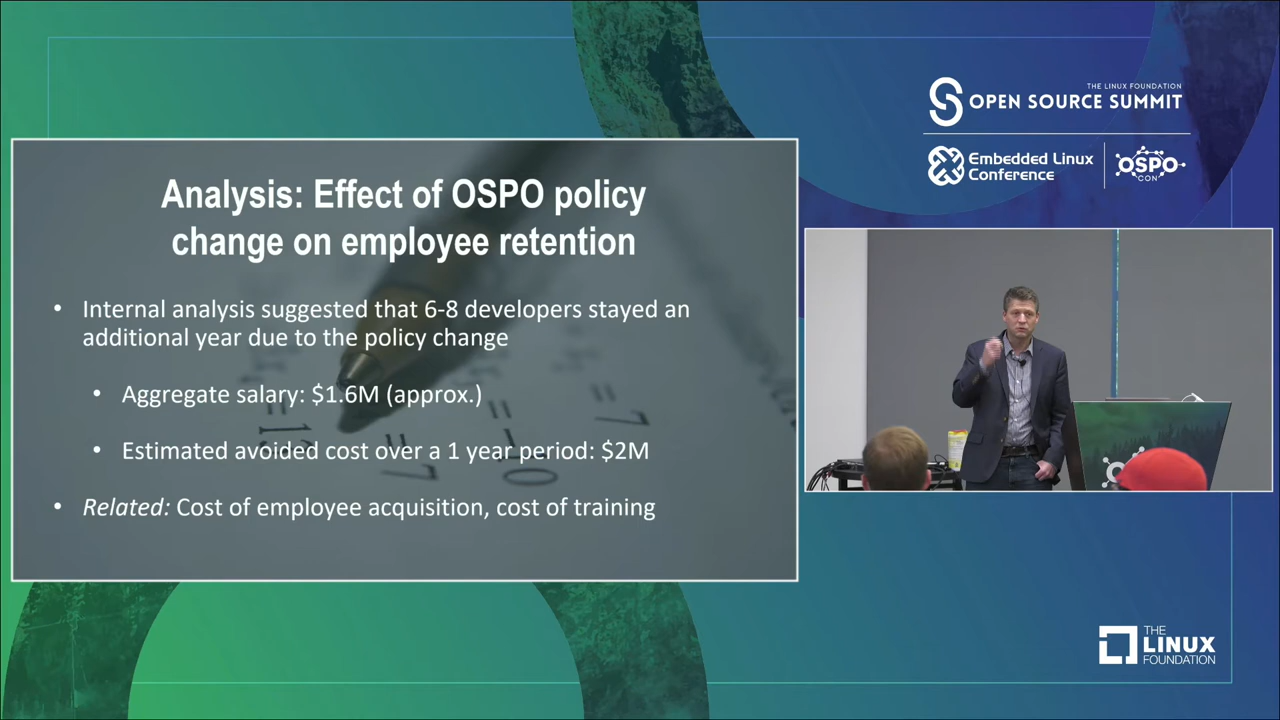 THE LINUX FOUNDATION
OPEN SOURCE SUMMIT
Embedded Linux
Conference
OSPO
CON
Analysis: Effect of OSPO policy
change on employee retention
• Internal analysis suggested that 6-8 developers stayed an
additional year due to the policy change
• Aggregate salary: $1.6M (approx.)
• Estimated avoided cost over a 1 year period: $2M
• Related: Cost of employee acquisition, cost of training
THE
LINUX
FOUNDATION